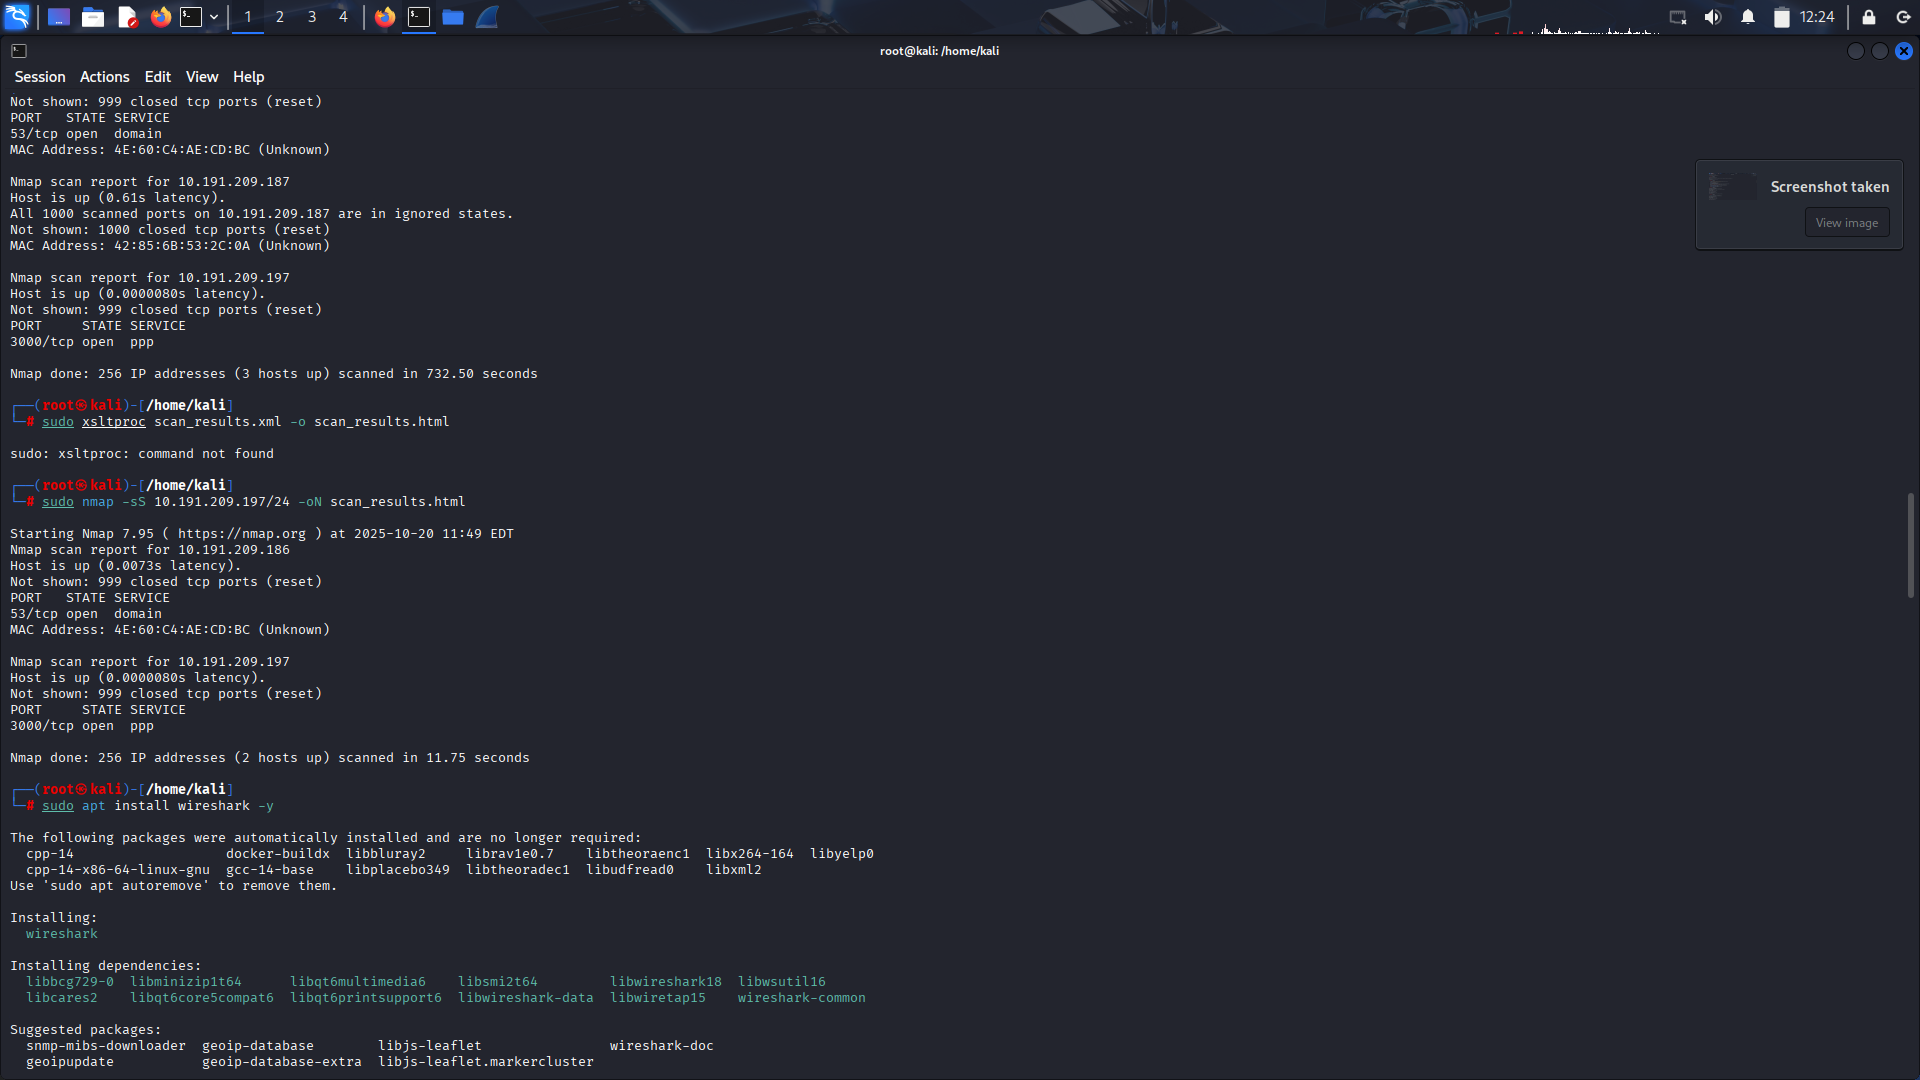 1 2 3 4
12:24
root@kali: /home/kali
Session Actions Edit View Help
Not shown: 999 closed tcp ports (reset)
PORT   STATE SERVICE
53/tcp open  domain
MAC Address: 4E:60:C4:AE:CD:BC (Unknown)
Nmap scan report for 10.191.209.187
Host is up (0.61s latency).
All 1000 scanned ports on 10.191.209.187 are in ignored states.
Not shown: 1000 closed tcp ports (reset)
MAC Address: 42:85:6B:53:2C:0A (Unknown)
Screenshot taken
View image
Nmap scan report for 10.191.209.197
Host is up (0.0000080s latency).
Not shown: 999 closed tcp ports (reset)
PORT     STATE SERVICE
3000/tcp open  ppp
Nmap done: 256 IP addresses (3 hosts up) scanned in 732.50 seconds
┌──(root㉿kali)-[/home/kali]
└─# sudo xsltproc scan_results.xml -o scan_results.html
sudo: xsltproc: command not found
┌──(root㉿kali)-[/home/kali]
└─# sudo nmap -sS 10.191.209.197/24 -oN scan_results.html
Starting Nmap 7.95 ( https://nmap.org ) at 2025-10-20 11:49 EDT
Nmap scan report for 10.191.209.186
Host is up (0.0073s latency).
Not shown: 999 closed tcp ports (reset)
PORT   STATE SERVICE
53/tcp open  domain
MAC Address: 4E:60:C4:AE:CD:BC (Unknown)
Nmap scan report for 10.191.209.197
Host is up (0.0000080s latency).
Not shown: 999 closed tcp ports (reset)
PORT     STATE SERVICE
3000/tcp open  ppp
Nmap done: 256 IP addresses (2 hosts up) scanned in 11.75 seconds
┌──(root㉿kali)-[/home/kali]
└─# sudo apt install wireshark -y
The following packages were automatically installed and are no longer required:
cpp-14                  docker-buildx  libbluray2     librav1e0.7    libtheoraenc1  libx264-164  libyelp0
cpp-14-x86-64-linux-gnu  gcc-14-base    libplacebo349  libtheoradec1  libudfread0    libxml2
Use 'sudo apt autoremove' to remove them.
Installing:
wireshark
Installing dependencies:
libbcg729-0  libminizip1t64      libqt6multimedia6    libsmi2t64         libwireshark18  libwsutil16
libcares2    libqt6core5compat6  libqt6printsupport6  libwireshark-data  libwiretap15    wireshark-common
Suggested packages:
snmp-mibs-downloader  geoip-database        libjs-leaflet                wireshark-doc
geoipupdate           geoip-database-extra  libjs-leaflet.markercluster